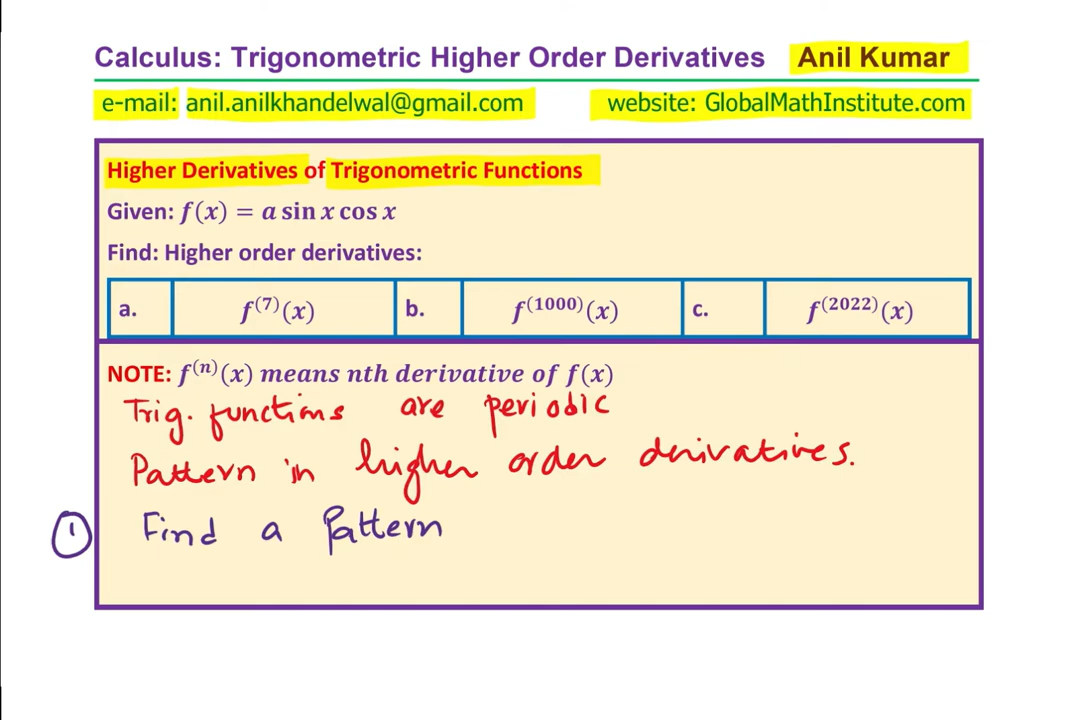 Calculus: Trigonometric Higher Order Derivatives Anil Kumar
e-mail: anil.anilkhandelwal@gmail.com website: GlobalMathInstitute.com
Higher Derivatives of Trigonometric Functions
Given: f(x) = a sin x cos x
Find: Higher order derivatives:
a. f⁽⁷⁾(x) b. f⁽¹⁰⁰⁰⁾(x) c. f⁽²⁰²²⁾(x)
NOTE: f⁽ⁿ⁾(x) means nth derivative of f(x)
Trig. functions are periodic
Pattern in higher order derivatives.
① Find a Pattern